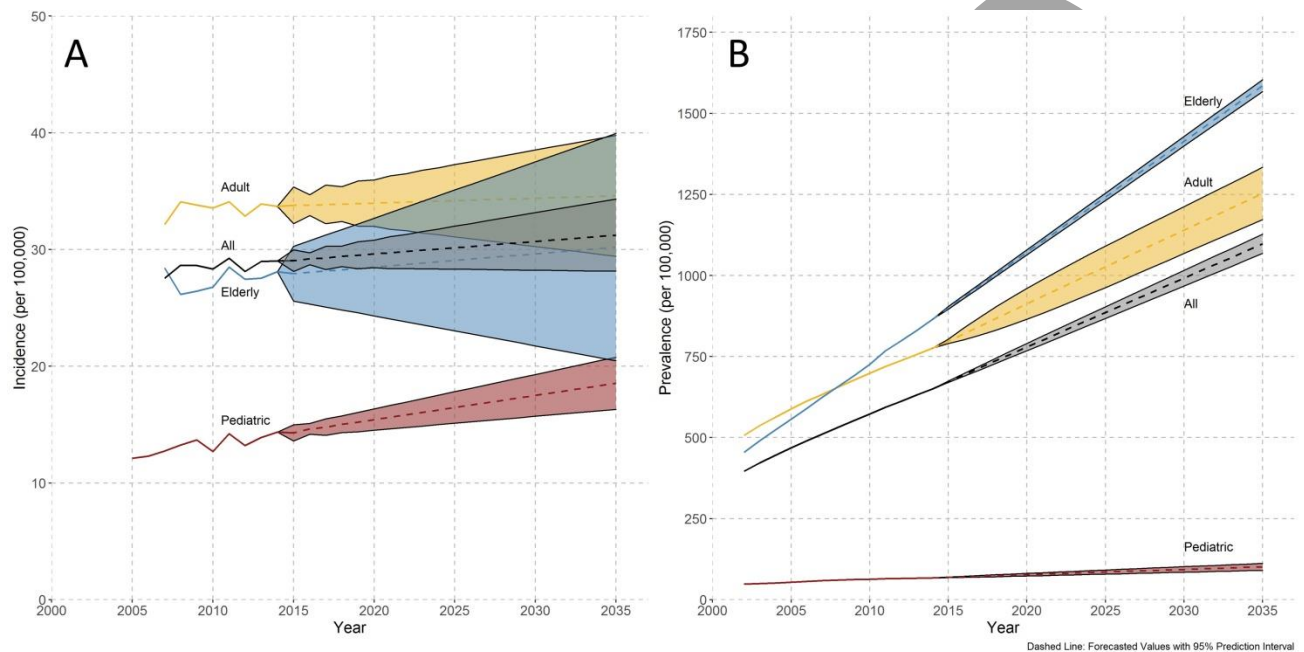 A
50
40
30
20
10
0
Incidence (per 100,000)
Adult
All
Elderly
Pediatric
2000 2005 2010 2015 2020 2025 2030 2035
Year
B
1750
1500
1250
1000
750
500
250
0
Prevalence (per 100,000)
Elderly
Adult
All
Pediatric
2000 2005 2010 2015 2020 2025 2030 2035
Year
Dashed Line: Forecasted Values with 95% Prediction Interval